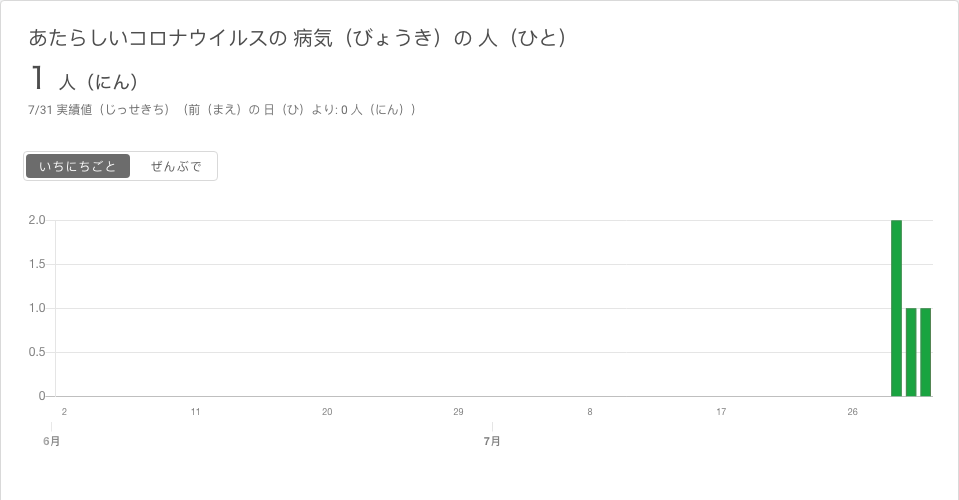 あたらしいコロナウイルスの 病気（びょうき）の 人（ひと）
1 人（にん）
7/31 実績値（じっせきち）（前（まえ）の 日（ひ）より: 0 人（にん））
いちにちごと ぜんぶで
2.0
1.5
1.0
0.5
0
2 11 20 29 8 17 26
6月 7月